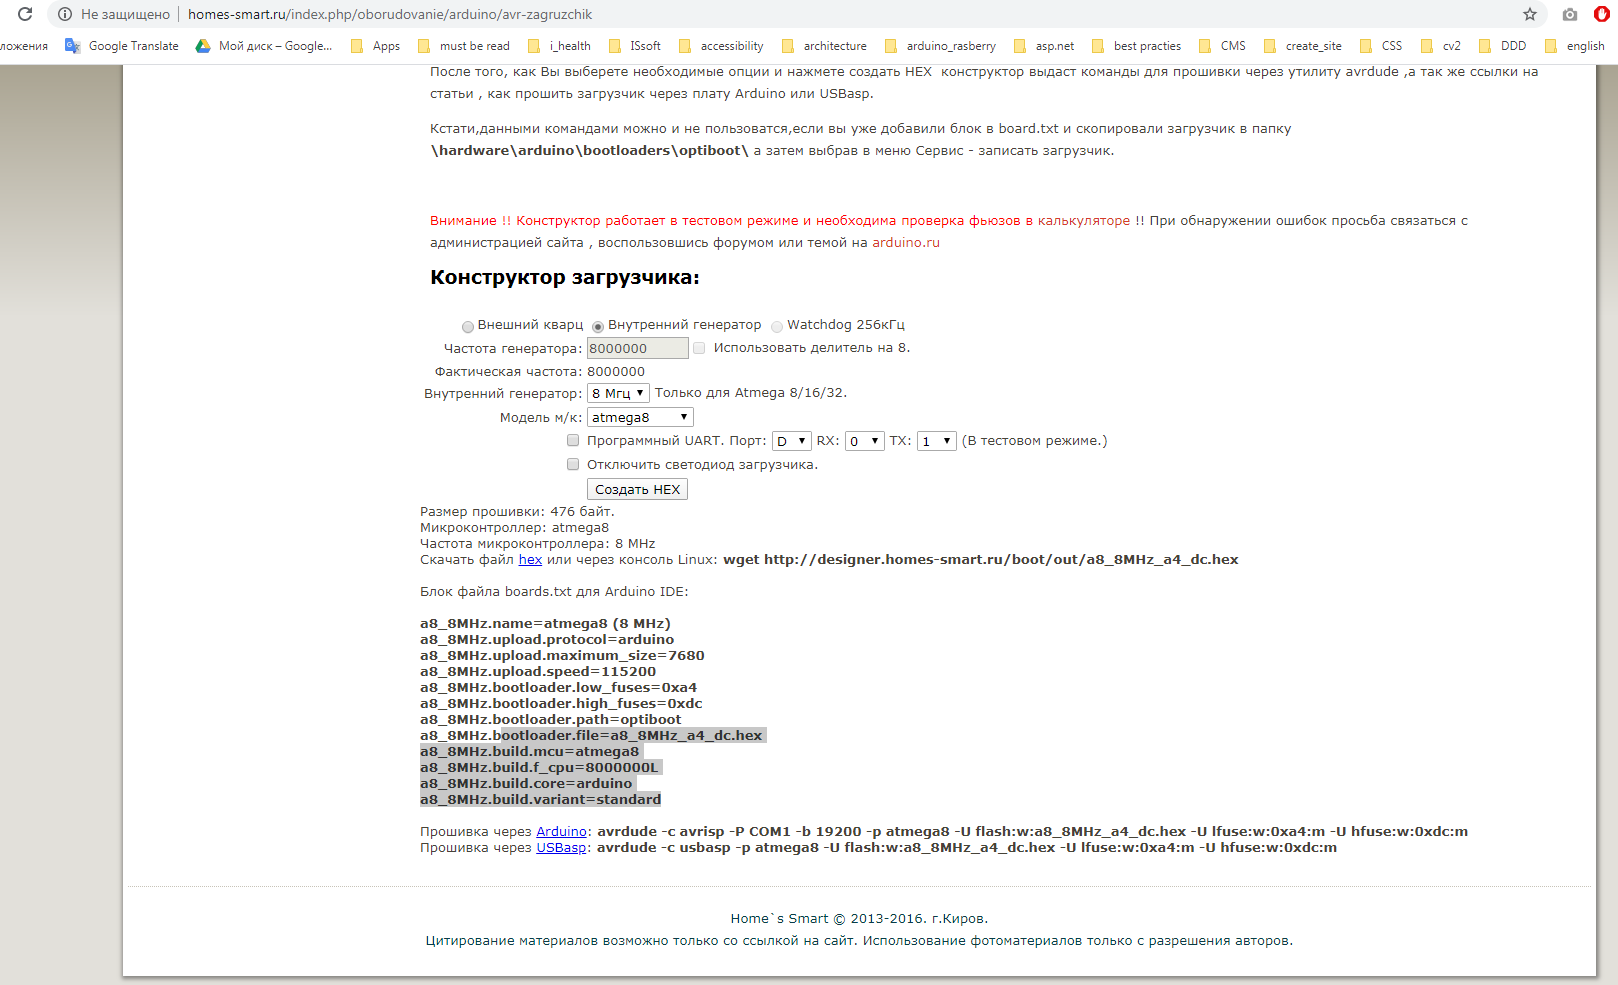 Не защищено homes-smart.ru/index.php/oborudovanie/arduino/avr-zagruzchik
ложения Google Translate Мой диск – Google... Apps must be read i_health ISsoft accessibility architecture arduino_rasberry asp.net best practies CMS create_site CSS cv2 DDD english
После того, как Вы выберете необходимые опции и нажмете создать HEX конструктор выдаст команды для прошивки через утилиту avrdude ,а так же ссылки на
статьи , как прошить загрузчик через плату Arduino или USBasp.
Кстати,данными командами можно и не пользоватся,если вы уже добавили блок в board.txt и скопировали загрузчик в папку
\hardware\arduino\bootloaders\optiboot\ а затем выбрав в меню Сервис - записать загрузчик.
Внимание !! Конструктор работает в тестовом режиме и необходима проверка фьюзов в калькуляторе !! При обнаружении ошибок просьба связаться с
администрацией сайта , воспользовшись форумом или темой на arduino.ru
Конструктор загрузчика:
Внешний кварц Внутренний генератор Watchdog 256кГц
Частота генератора: 8000000 Использовать делитель на 8.
Фактическая частота: 8000000
Внутренний генератор: 8 Мгц Только для Atmega 8/16/32.
Модель м/к: atmega8
Программный UART. Порт: D RX: 0 TX: 1 (В тестовом режиме.)
Отключить светодиод загрузчика.
Создать HEX
Размер прошивки: 476 байт.
Микроконтроллер: atmega8
Частота микроконтроллера: 8 MHz
Скачать файл hex или через консоль Linux: wget http://designer.homes-smart.ru/boot/out/a8_8MHz_a4_dc.hex
Блок файла boards.txt для Arduino IDE:
a8_8MHz.name=atmega8 (8 MHz)
a8_8MHz.upload.protocol=arduino
a8_8MHz.upload.maximum_size=7680
a8_8MHz.upload.speed=115200
a8_8MHz.bootloader.low_fuses=0xa4
a8_8MHz.bootloader.high_fuses=0xdc
a8_8MHz.bootloader.path=optiboot
a8_8MHz.bootloader.file=a8_8MHz_a4_dc.hex
a8_8MHz.build.mcu=atmega8
a8_8MHz.build.f_cpu=8000000L
a8_8MHz.build.core=arduino
a8_8MHz.build.variant=standard
Прошивка через Arduino: avrdude -c avrisp -P COM1 -b 19200 -p atmega8 -U flash:w:a8_8MHz_a4_dc.hex -U lfuse:w:0xa4:m -U hfuse:w:0xdc:m
Прошивка через USBasp: avrdude -c usbasp -p atmega8 -U flash:w:a8_8MHz_a4_dc.hex -U lfuse:w:0xa4:m -U hfuse:w:0xdc:m
Home`s Smart © 2013-2016. г.Киров.
Цитирование материалов возможно только со ссылкой на сайт. Использование фотоматериалов только с разрешения авторов.